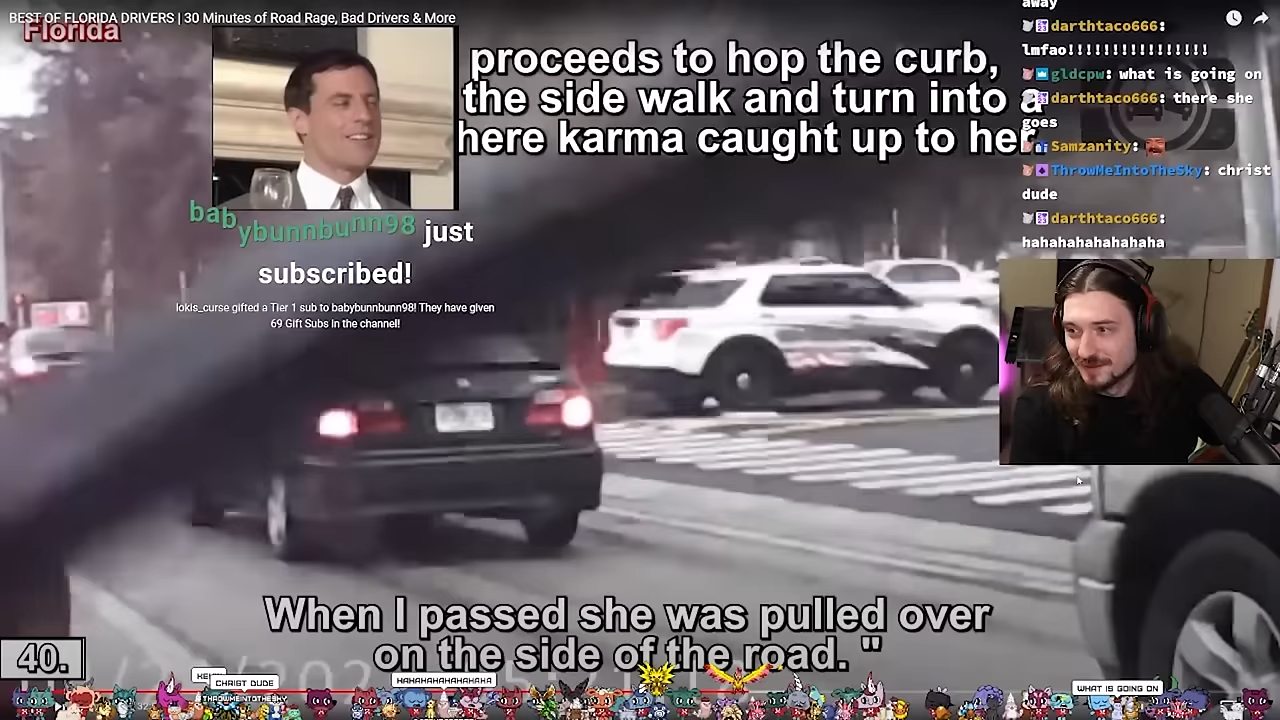 BEST OF FLORIDA DRIVERS | 30 Minutes of Road Rage, Bad Drivers & More
Florida
proceeds to hop the curb,
the side walk and turn into a
here karma caught up to her
babybunnbunn98 just
subscribed!
lokis_curse gifted a Tier 1 sub to babybunnbunn98! They have given
69 Gift Subs in the channel!
away
darthtaco666:
lmfao!!!!!!!!!!!!!!!!
gldcpw: what is going on
darthtaco666: there she
goes
Samzanity:
ThrowMeIntoTheSky: christ
dude
darthtaco666:
hahahahahahahaha
When I passed she was pulled over
on the side of the road. "
40.
CHRIST DUDE
THROWMEINTOTHESKY
HAHAHAHAHAHAHAHA
WHAT IS GOING ON